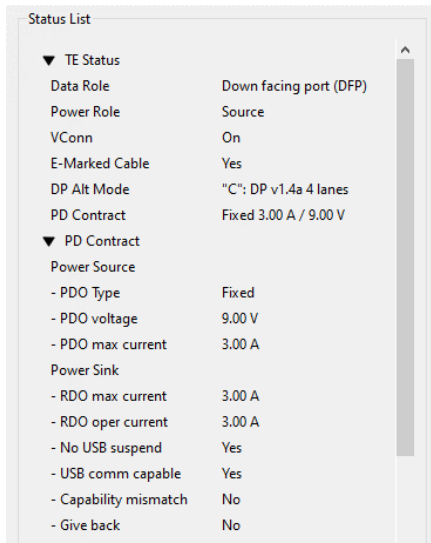 Status List
▼ TE Status
Data Role Down facing port (DFP)
Power Role Source
VConn On
E-Marked Cable Yes
DP Alt Mode "C": DP v1.4a 4 lanes
PD Contract Fixed 3.00 A / 9.00 V
▼ PD Contract
Power Source
- PDO Type Fixed
- PDO voltage 9.00 V
- PDO max current 3.00 A
Power Sink
- RDO max current 3.00 A
- RDO oper current 3.00 A
- No USB suspend Yes
- USB comm capable Yes
- Capability mismatch No
- Give back No